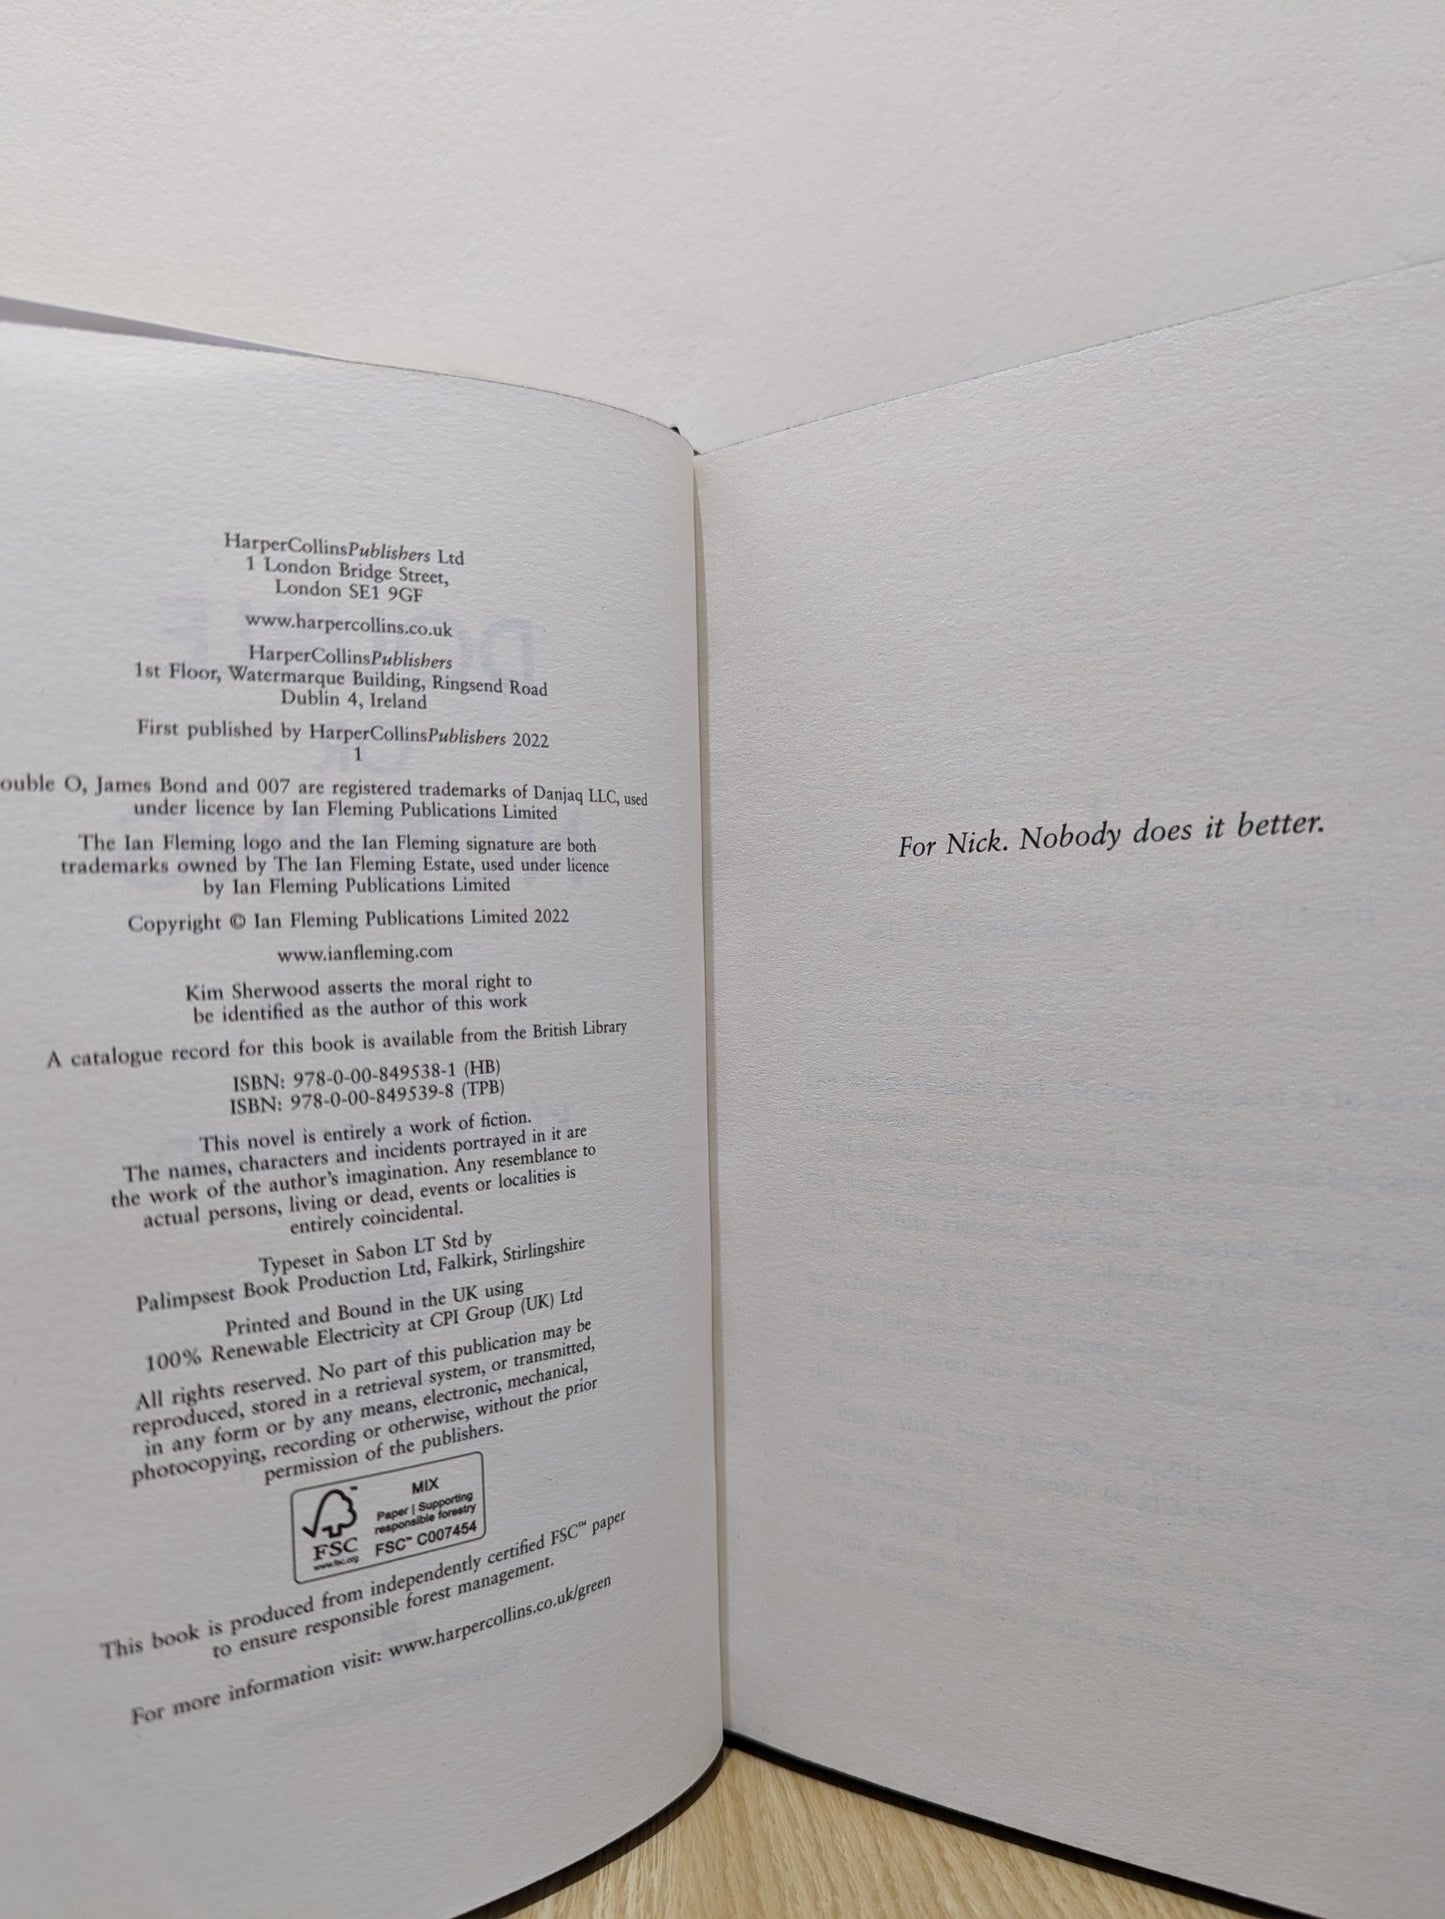 HarperCollinsPublishers Ltd
1 London Bridge Street,
London SE1 9GF
www.harpercollins.co.uk
HarperCollinsPublishers
1st Floor, Watermarque Building, Ringsend Road
Dublin 4, Ireland
First published by HarperCollinsPublishers 2022
1
ouble O, James Bond and 007 are registered trademarks of Danjaq LLC, used
under licence by Ian Fleming Publications Limited
The Ian Fleming logo and the Ian Fleming signature are both
trademarks owned by The Ian Fleming Estate, used under licence
by Ian Fleming Publications Limited
Copyright © Ian Fleming Publications Limited 2022
www.ianfleming.com
Kim Sherwood asserts the moral right to
be identified as the author of this work
A catalogue record for this book is available from the British Library
ISBN: 978-0-00-849538-1 (HB)
ISBN: 978-0-00-849539-8 (TPB)
This novel is entirely a work of fiction.
The names, characters and incidents portrayed in it are
the work of the author's imagination. Any resemblance to
actual persons, living or dead, events or localities is
entirely coincidental.
Typeset in Sabon LT Std by
Palimpsest Book Production Ltd, Falkirk, Stirlingshire
Printed and Bound in the UK using
100% Renewable Electricity at CPI Group (UK) Ltd
All rights reserved. No part of this publication may be
reproduced, stored in a retrieval system, or transmitted,
in any form or by any means, electronic, mechanical,
photocopying, recording or otherwise, without the prior
permission of the publishers.
MIX
Paper | Supporting
responsible forestry
FSC™ C007454
FSC
www.fsc.org
This book is produced from independently certified FSC™ paper
to ensure responsible forest management.
For more information visit: www.harpercollins.co.uk/green
For Nick. Nobody does it better.